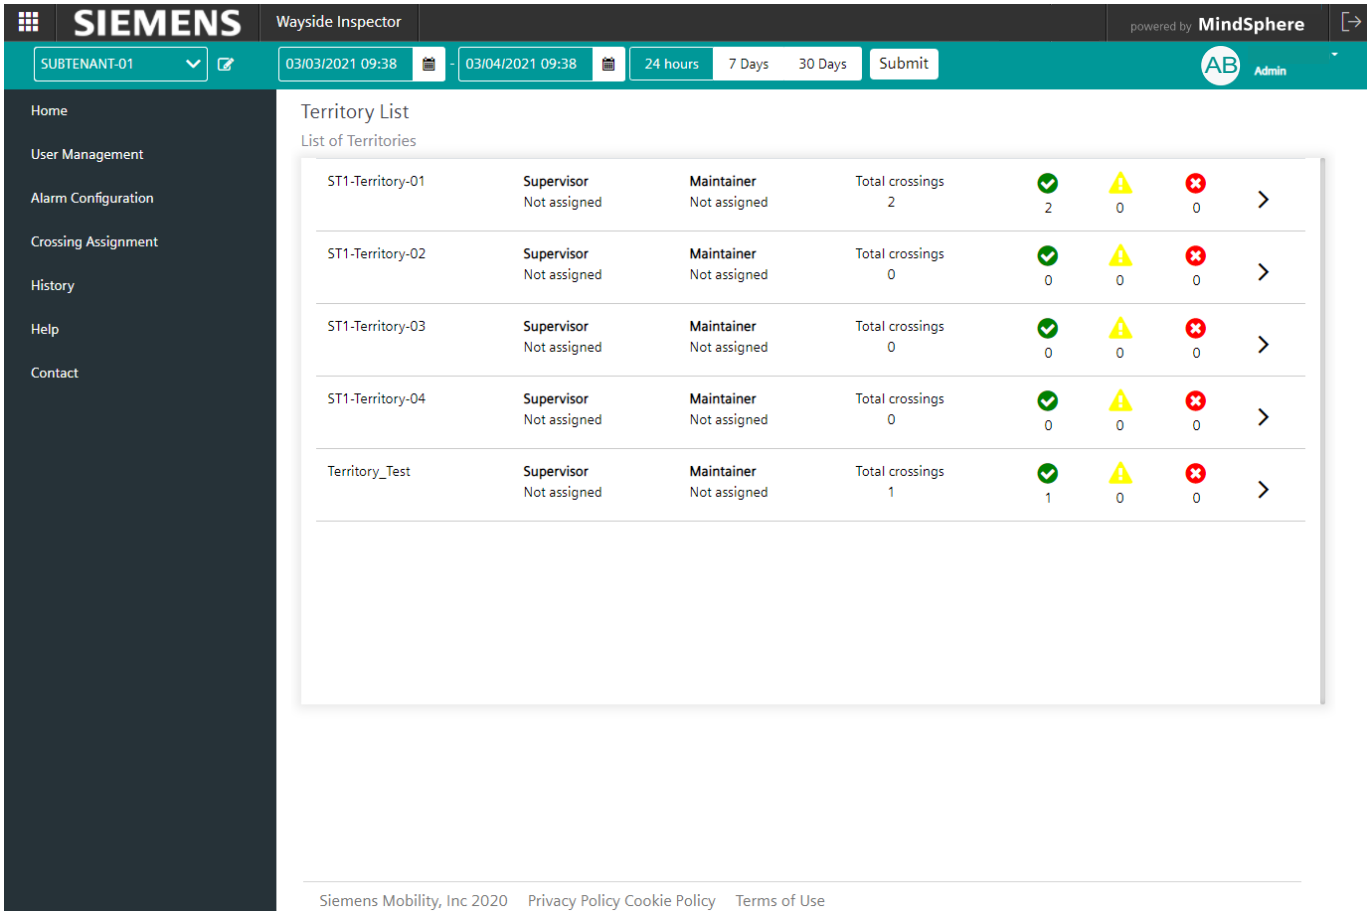 SIEMENS Wayside Inspector powered by MindSphere
SUBTENANT-01 03/03/2021 09:38 - 03/04/2021 09:38 24 hours 7 Days 30 Days Submit AB Admin
Home
User Management
Alarm Configuration
Crossing Assignment
History
Help
Contact
Territory List
List of Territories
ST1-Territory-01 Supervisor Maintainer Total crossings
Not assigned Not assigned 2 2 0 0
ST1-Territory-02 Supervisor Maintainer Total crossings
Not assigned Not assigned 0 0 0 0
ST1-Territory-03 Supervisor Maintainer Total crossings
Not assigned Not assigned 0 0 0 0
ST1-Territory-04 Supervisor Maintainer Total crossings
Not assigned Not assigned 0 0 0 0
Territory_Test Supervisor Maintainer Total crossings
Not assigned Not assigned 1 1 0 0
Siemens Mobility, Inc 2020 Privacy Policy Cookie Policy Terms of Use